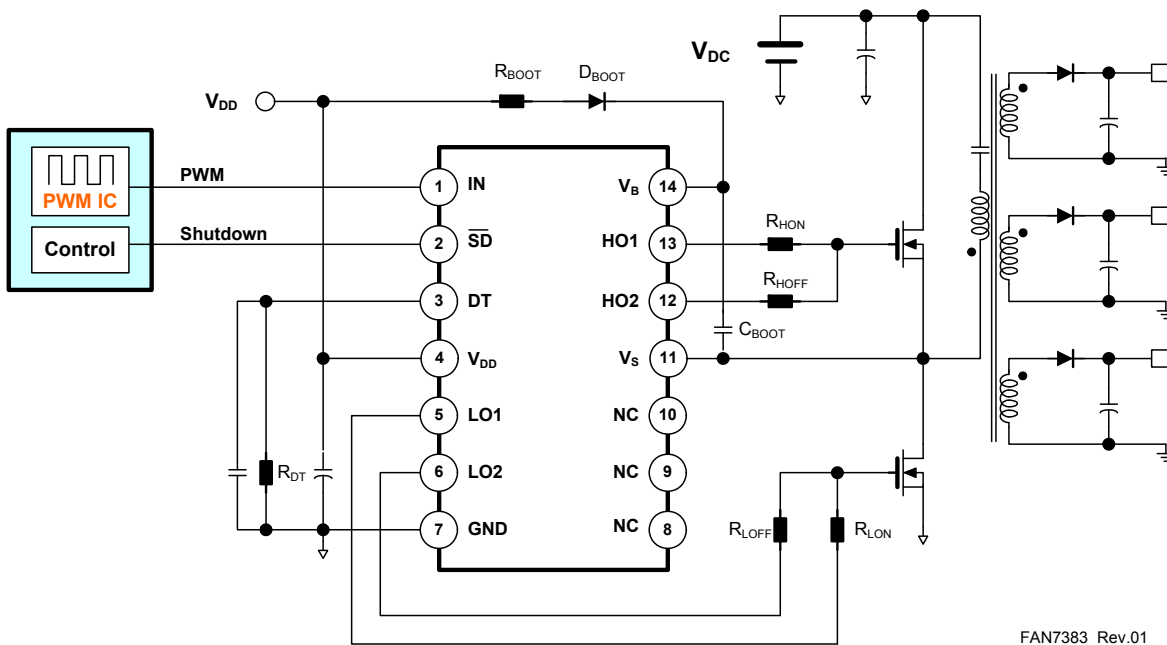 V_DC
R_BOOT
D_BOOT
V_DD
PWM IC
PWM
Control
Shutdown
1 IN
2 S̅D̅
3 DT
4 V_DD
5 LO1
6 LO2
7 GND
V_B 14
HO1 13
HO2 12
V_S 11
NC 10
NC 9
NC 8
R_HON
R_HOFF
C_BOOT
R_DT
R_LOFF
R_LON
FAN7383 Rev.01